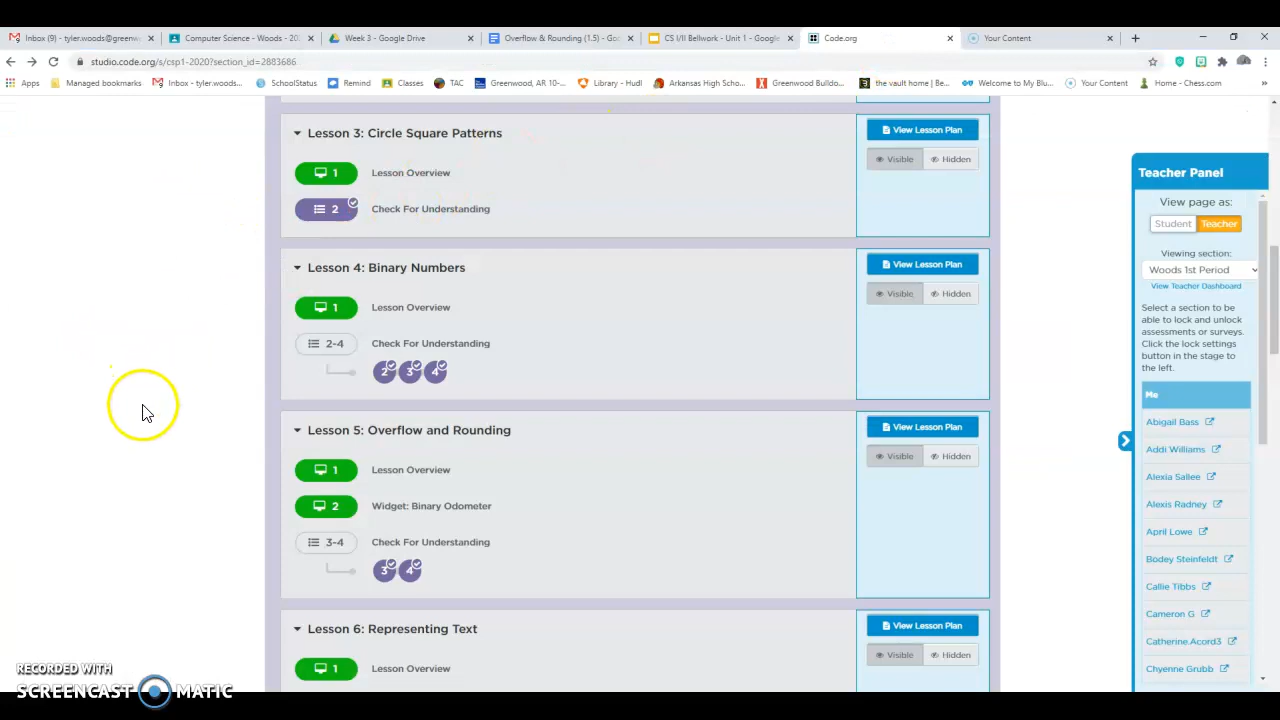 Inbox (9) - tyler.woods@greenw
Computer Science - Woods - 202
Week 3 - Google Drive
Overflow & Rounding (1.5) - Goo
CS I/II Bellwork - Unit 1 - Google
Code.org
Your Content
studio.code.org/s/csp1-2020?section_id=2883686
Apps
Managed bookmarks
Inbox - tyler.woods...
SchoolStatus
Remind
Classes
TAC
Greenwood, AR 10-...
Library - Hudl
Arkansas High Scho...
Greenwood Bulldo...
the vault home | Be...
Welcome to My Blu...
Your Content
Home - Chess.com
»
Lesson 3: Circle Square Patterns
View Lesson Plan
Visible Hidden
1 Lesson Overview
2 Check For Understanding
Lesson 4: Binary Numbers
View Lesson Plan
Visible Hidden
1 Lesson Overview
2-4 Check For Understanding
2 3 4
Lesson 5: Overflow and Rounding
View Lesson Plan
Visible Hidden
1 Lesson Overview
2 Widget: Binary Odometer
3-4 Check For Understanding
3 4
Lesson 6: Representing Text
View Lesson Plan
Visible Hidden
1 Lesson Overview
Teacher Panel
View page as:
Student Teacher
Viewing section:
Woods 1st Period
View Teacher Dashboard
Select a section to be
able to lock and unlock
assessments or surveys.
Click the lock settings
button in the stage to
the left.
Me
Abigail Bass
Addi Williams
Alexia Sallee
Alexis Radney
April Lowe
Bodey Steinfeldt
Callie Tibbs
Cameron G
Catherine.Acord3
Chyenne Grubb
RECORDED WITH
SCREENCAST MATIC